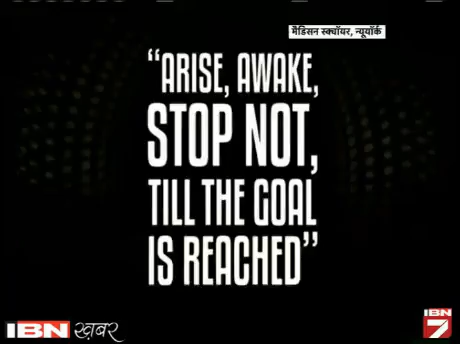 मैडिसन स्क्वॉयर, न्यूयॉर्क
“ARISE, AWAKE,
STOP NOT,
TILL THE GOAL
IS REACHED”
IBN ख़बर
IBN
7